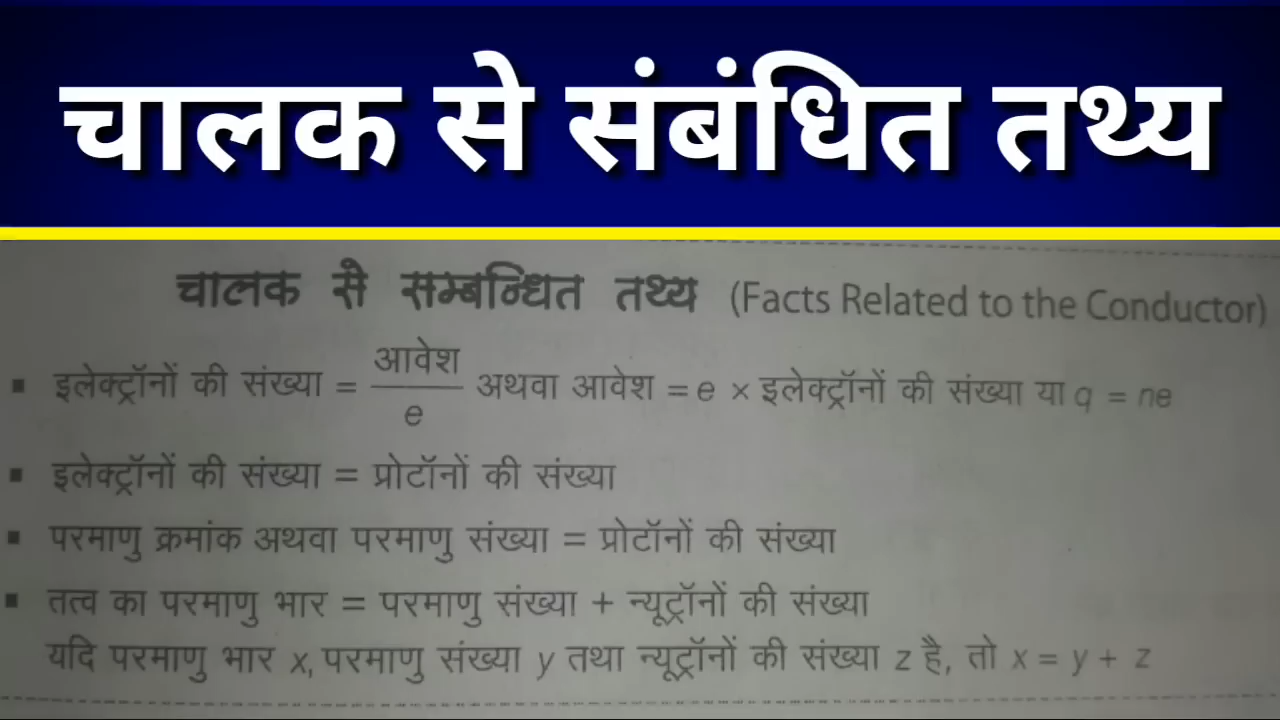 चालक से संबंधित तथ्य
चालक से सम्बन्धित तथ्य (Facts Related to the Conductor)
▪ इलेक्ट्रॉनों की संख्या = आवेश/e अथवा आवेश = e × इलेक्ट्रॉनों की संख्या या q = ne
▪ इलेक्ट्रॉनों की संख्या = प्रोटॉनों की संख्या
▪ परमाणु क्रमांक अथवा परमाणु संख्या = प्रोटॉनों की संख्या
▪ तत्व का परमाणु भार = परमाणु संख्या + न्यूट्रॉनों की संख्या
यदि परमाणु भार x, परमाणु संख्या y तथा न्यूट्रॉनों की संख्या z है, तो x = y + z